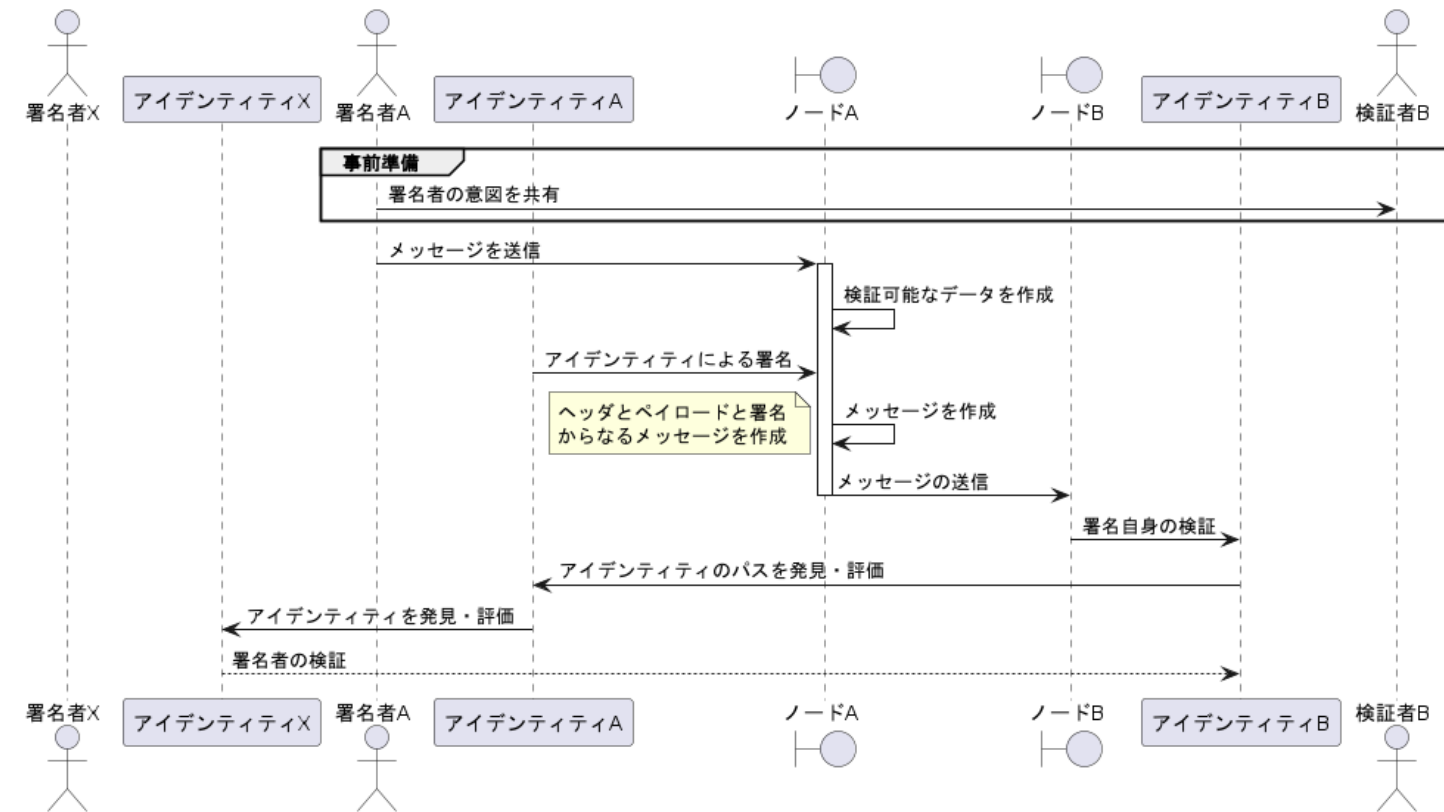 署名者X
アイデンティティX
署名者A
アイデンティティA
ノードA
ノードB
アイデンティティB
検証者B
事前準備
署名者の意図を共有
メッセージを送信
検証可能なデータを作成
アイデンティティによる署名
ヘッダとペイロードと署名
からなるメッセージを作成
メッセージを作成
メッセージの送信
署名自身の検証
アイデンティティのパスを発見・評価
アイデンティティを発見・評価
署名者の検証
署名者X
アイデンティティX
署名者A
アイデンティティA
ノードA
ノードB
アイデンティティB
検証者B